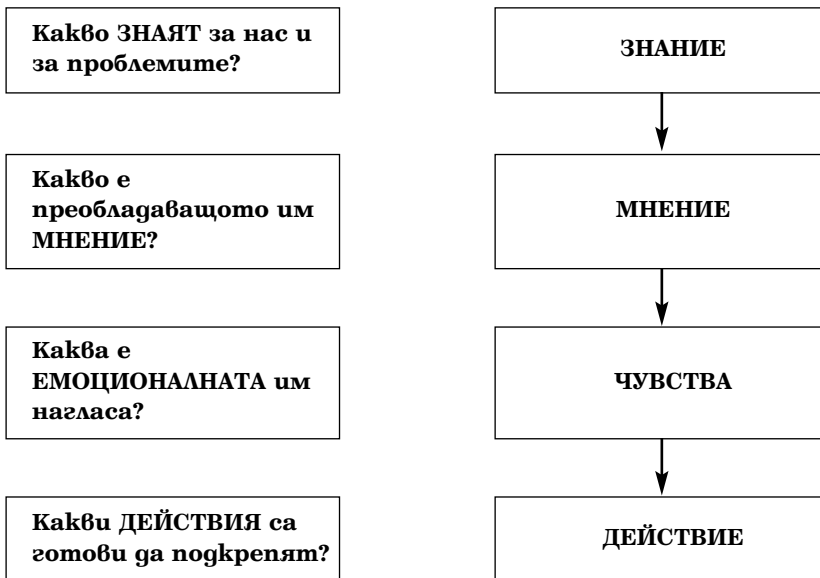 Какво ЗНАЯТ за нас и
за проблемите?
ЗНАНИЕ
Какво е
преобладаващото им
МНЕНИЕ?
МНЕНИЕ
Каква е
ЕМОЦИОНАЛНАТА им
нагласа?
ЧУВСТВА
Какви ДЕЙСТВИЯ са
готови да подкрепят?
ДЕЙСТВИЕ